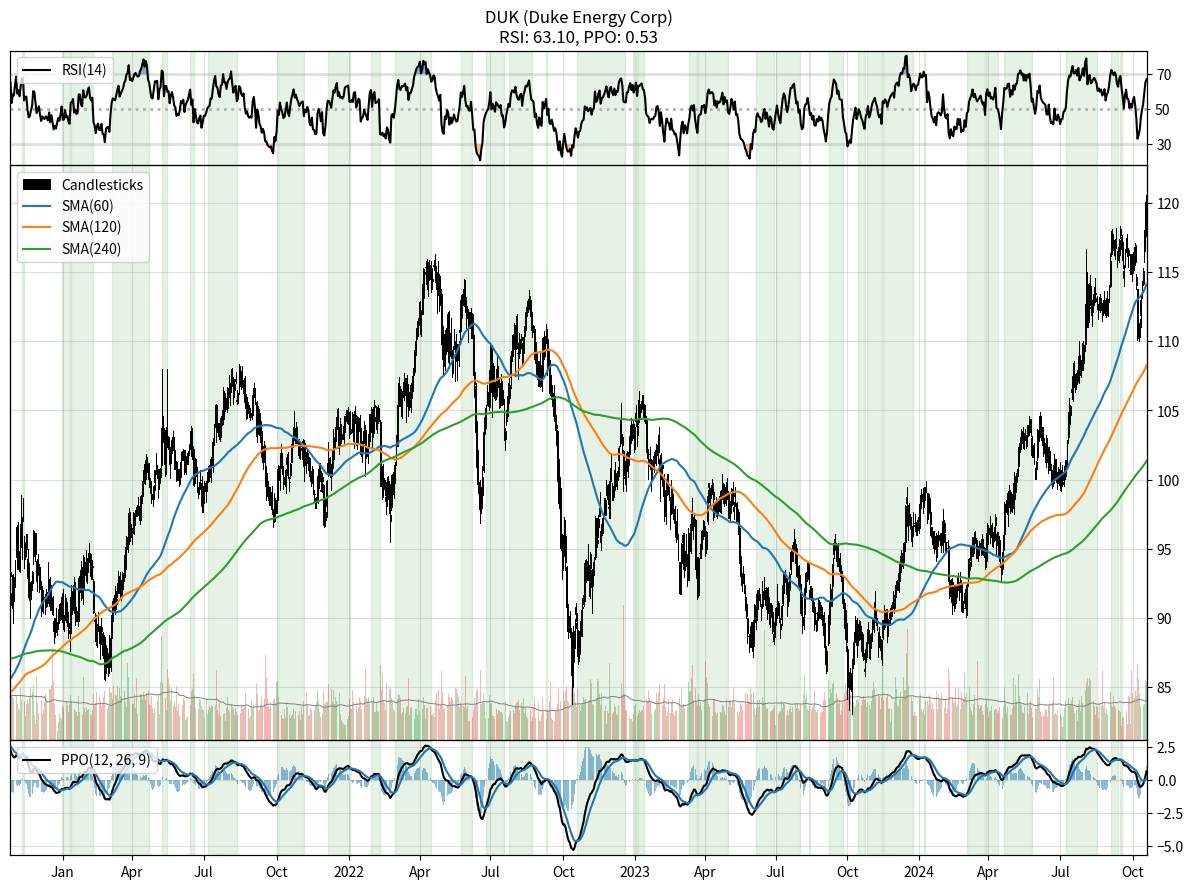 DUK (Duke Energy Corp)
RSI: 63.10, PPO: 0.53
RSI(14)
70
50
30
Candlesticks
SMA(60)
SMA(120)
SMA(240)
120
115
110
105
100
95
90
85
PPO(12, 26, 9)
2.5
0.0
−2.5
−5.0
Jan Apr Jul Oct 2022 Apr Jul Oct 2023 Apr Jul Oct 2024 Apr Jul Oct